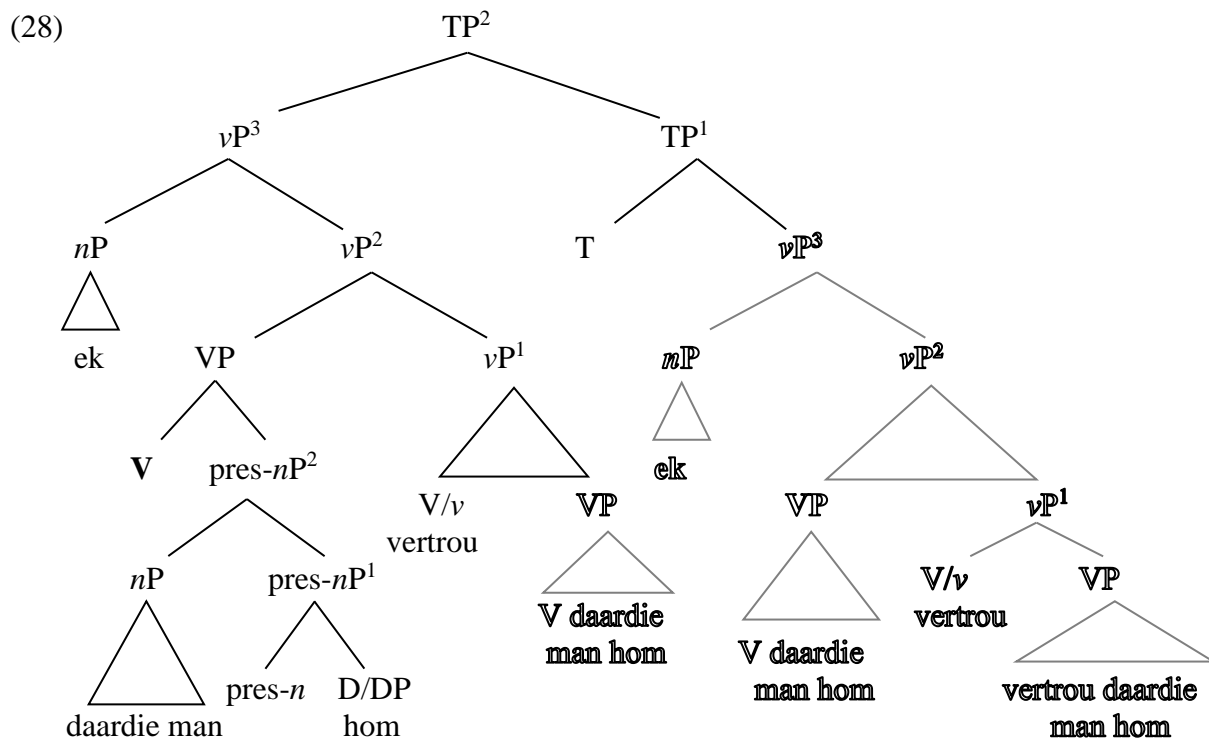 (28) TP²
vP³ TP¹
nP vP² T vP³
ek VP vP¹ nP vP²
V pres-nP² ek
V/v VP VP vP¹
vertrou
nP pres-nP¹ V/v VP
V daardie vertrou
man hom V daardie
man hom
pres-n D/DP vertrou daardie
daardie man hom man hom